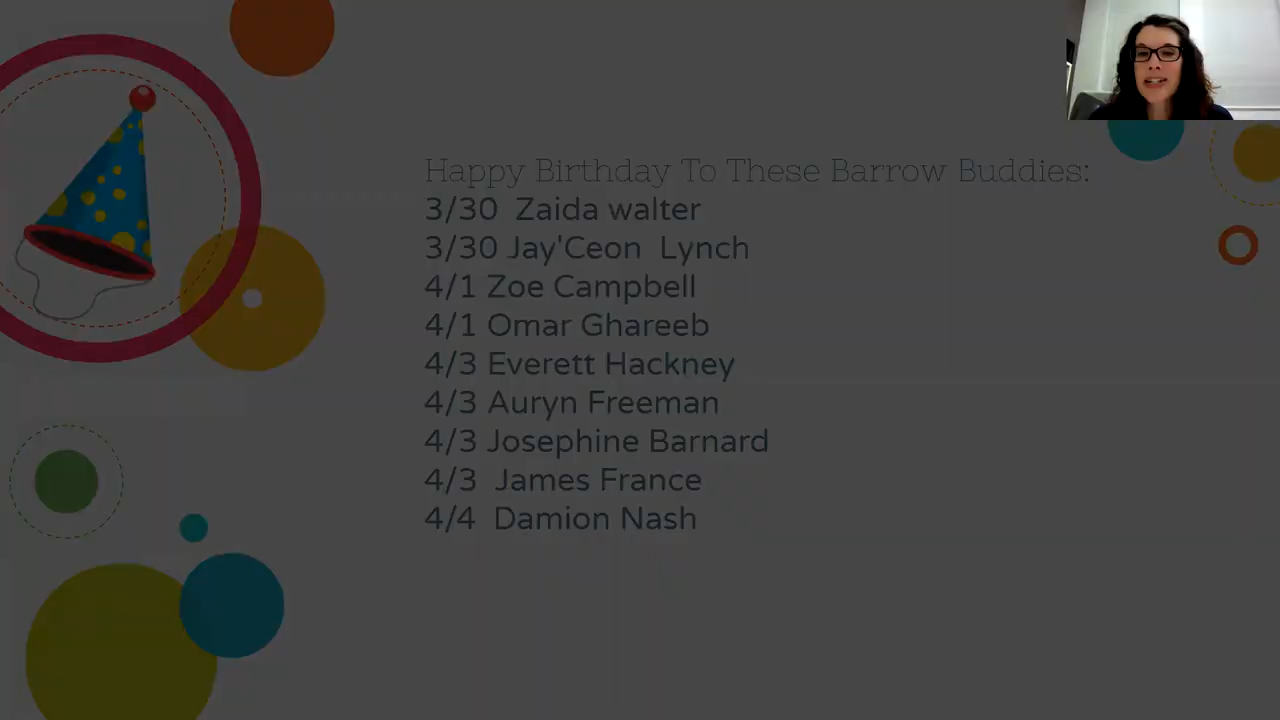 Happy Birthday To These Barrow Buddies:
3/30  Zaida walter
3/30 Jay'Ceon  Lynch
4/1 Zoe Campbell
4/1 Omar Ghareeb
4/3 Everett Hackney
4/3 Auryn Freeman
4/3 Josephine Barnard
4/3  James France
4/4  Damion Nash